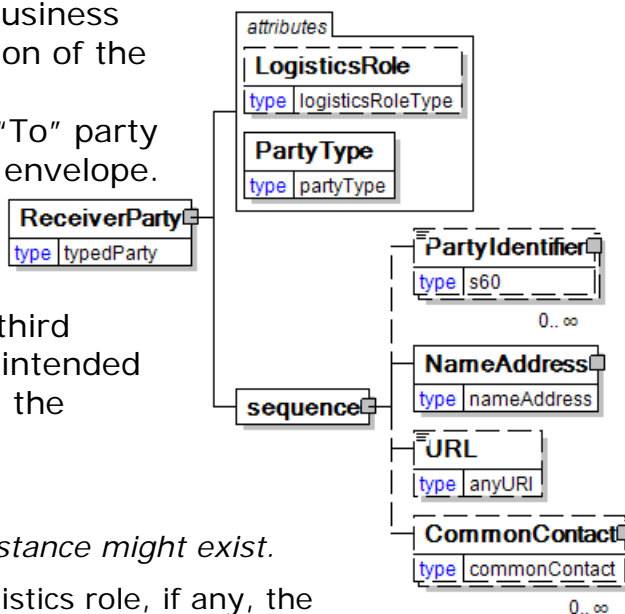 usiness
on of the
"To" party
envelope.
third
intended
the
stance might exist.
istics role, if any, the
attributes
LogisticsRole
type logisticsRoleType
PartyType
type partyType
ReceiverParty
type typedParty
sequence
PartyIdentifier
type s60
0.. ∞
NameAddress
type nameAddress
URL
type anyURI
CommonContact
type commonContact
0.. ∞